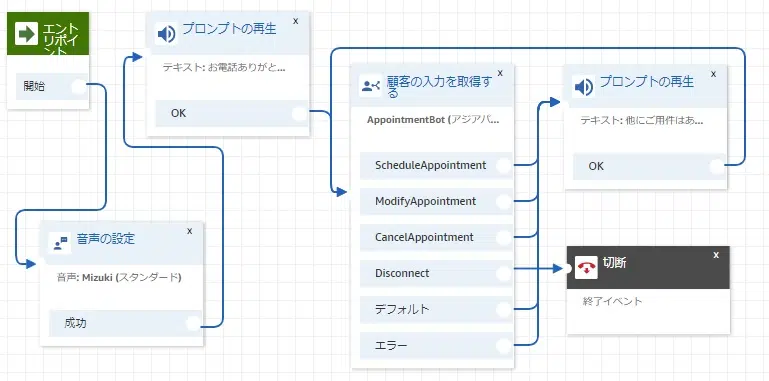 エント
リポイ
ント
開始
プロンプトの再生
x
テキスト: お電話ありがと...
OK
音声の設定
x
音声: Mizuki (スタンダード)
成功
顧客の入力を取得す
る
x
AppointmentBot (アジアパ...
ScheduleAppointment
ModifyAppointment
CancelAppointment
Disconnect
デフォルト
エラー
プロンプトの再生
x
テキスト: 他にご用件はあ...
OK
切断
x
終了イベント